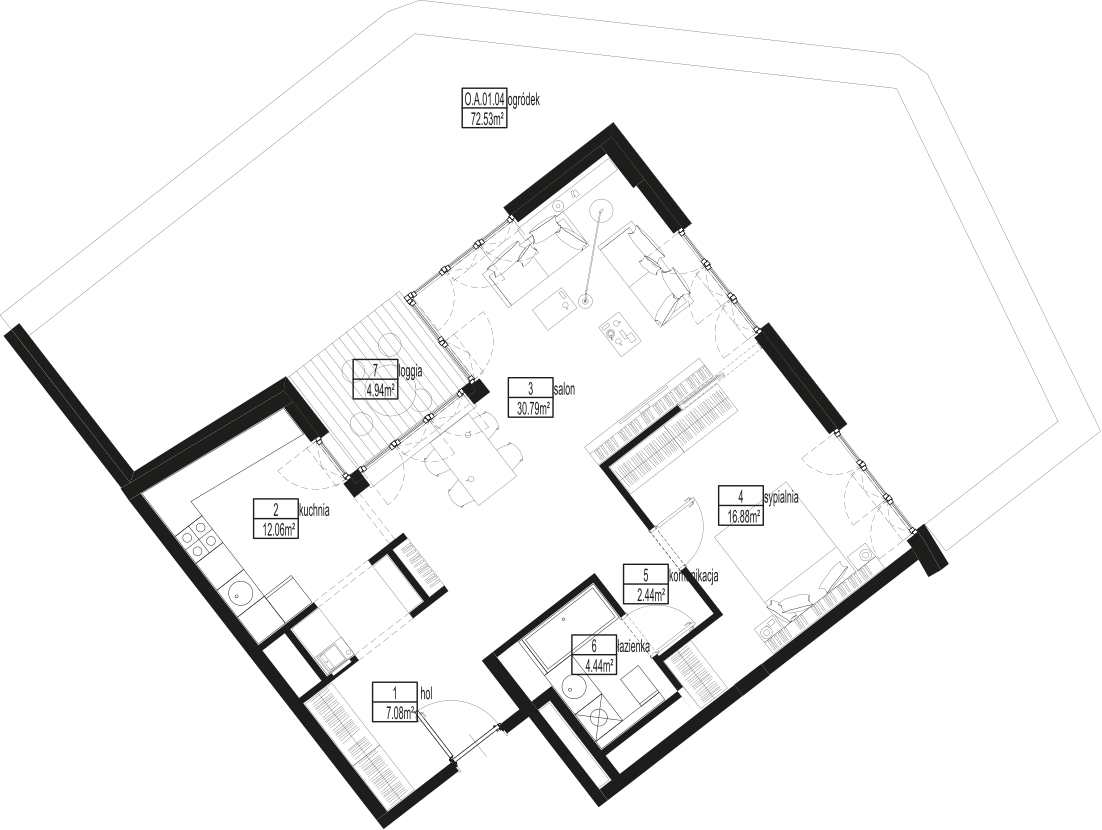 O.A.01.04 ogródek
72.53m²
7 loggia
4.94m²
3 salon
30.79m²
2 kuchnia
12.06m²
4 sypialnia
16.88m²
5 komunikacja
2.44m²
6 łazienka
4.44m²
1 hol
7.08m²